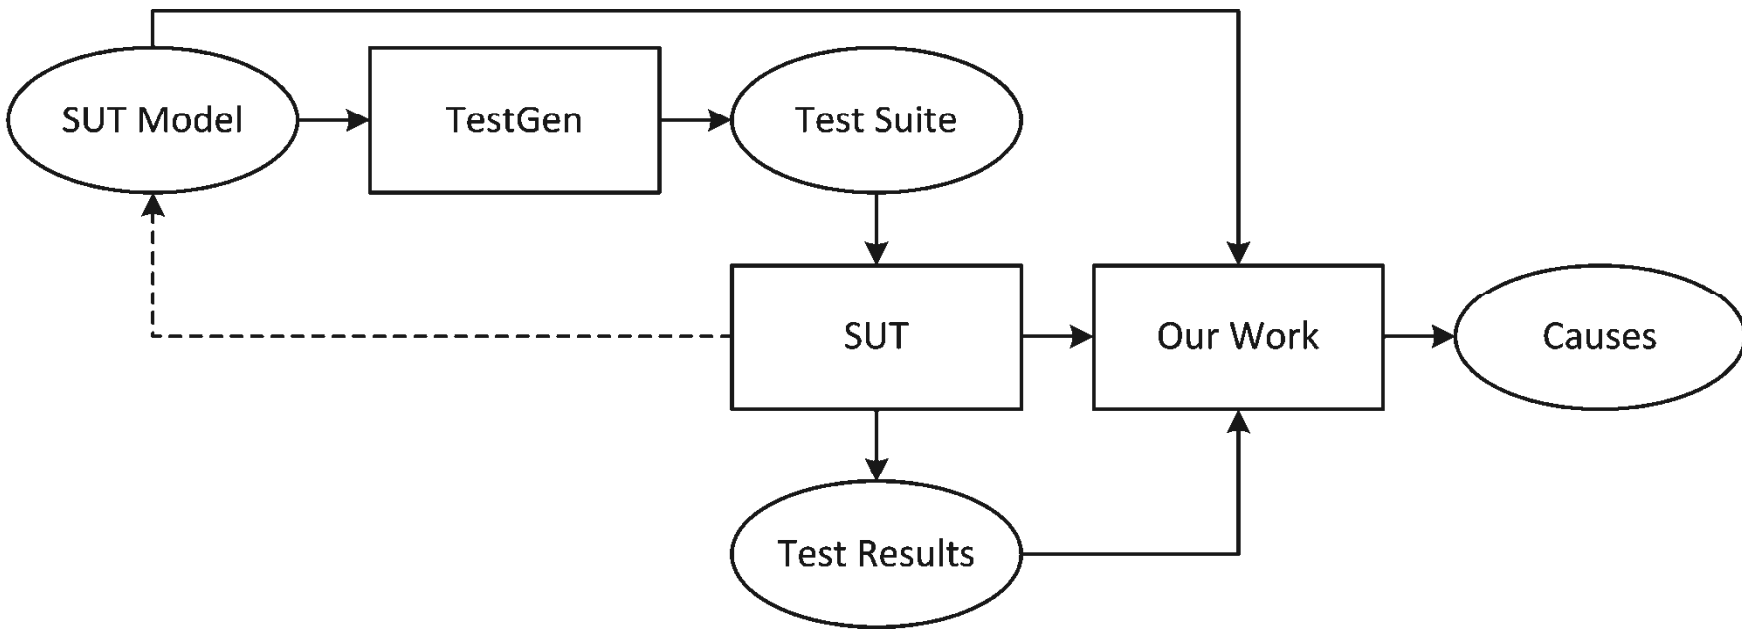 SUT Model
TestGen
Test Suite
SUT
Our Work
Causes
Test Results